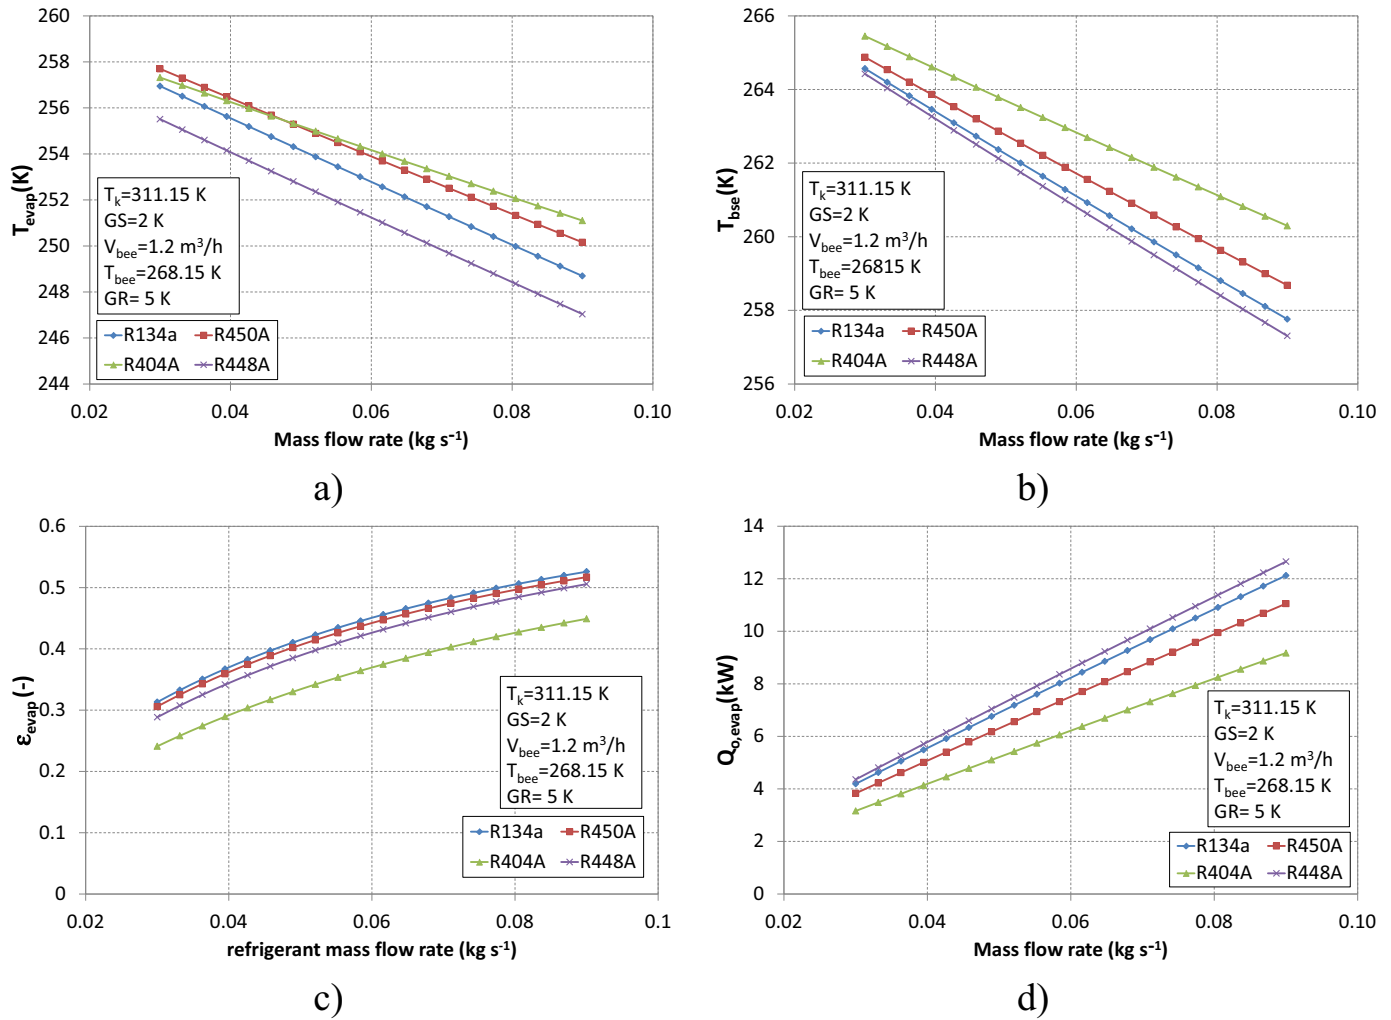 260
258
256
254
252
250
248
246
244
T_evap(K)
T_k=311.15 K
GS=2 K
V_bee=1.2 m³/h
T_bee=268.15 K
GR= 5 K
R134a R450A
R404A R448A
0.02 0.04 0.06 0.08 0.10
Mass flow rate (kg s⁻¹)
a)
266
264
262
260
258
256
T_bse(K)
T_k=311.15 K
GS=2 K
V_bee=1.2 m³/h
T_bee=26815 K
GR= 5 K
R134a R450A
R404A R448A
0.02 0.04 0.06 0.08 0.10
Mass flow rate (kg s⁻¹)
b)
0.6
0.5
0.4
0.3
0.2
0.1
0
ε_evap(-)
T_k=311.15 K
GS=2 K
V_bee=1.2 m³/h
T_bee=268.15 K
GR= 5 K
R134a R450A
R404A R448A
0.02 0.04 0.06 0.08 0.1
refrigerant mass flow rate (kg s⁻¹)
c)
14
12
10
8
6
4
2
0
Q_o,evap(kW)
T_k=311.15 K
GS=2 K
V_bee=1.2 m³/h
T_bee=268.15 K
GR= 5 K
R134a R450A
R404A R448A
0.02 0.04 0.06 0.08 0.10
Mass flow rate (kg s⁻¹)
d)